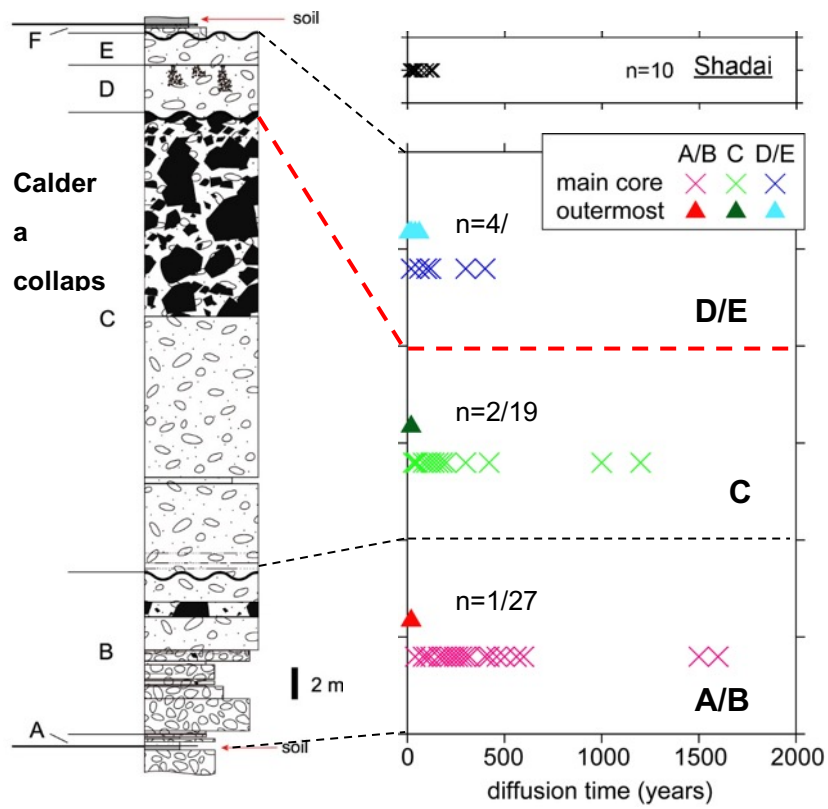 soil
F
E
D
Calder
a
collaps
C
B
2 m
A
soil
n=10 Shadai
A/B C D/E
main core
outermost
n=4/
D/E
n=2/19
C
n=1/27
A/B
0 500 1000 1500 2000
diffusion time (years)